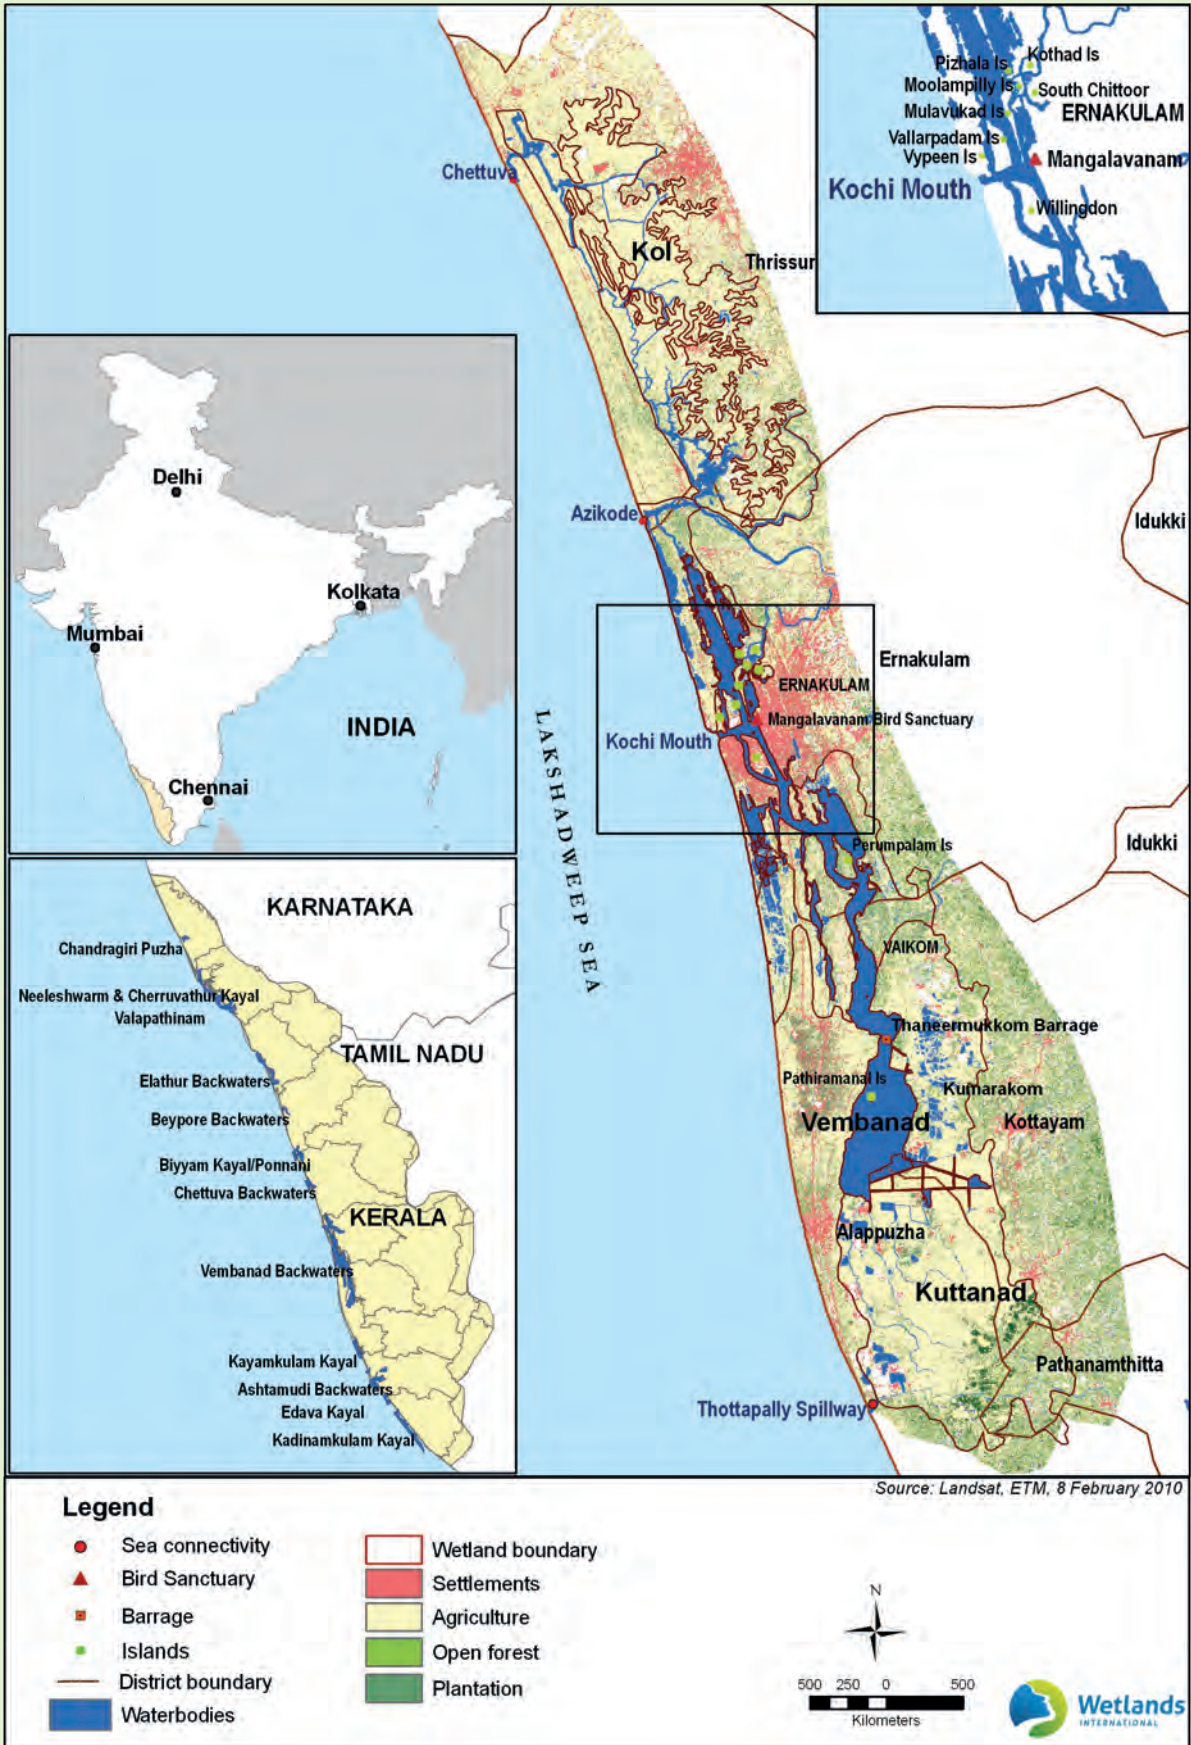 Pizhala Is
Kothad Is
Moolampilly Is
South Chittoor
Mulavukad Is
ERNAKULAM
Vallarpadam Is
Vypeen Is
Mangalavanam
Kochi Mouth
Willingdon
Chettuva
Kol
Thrissur
Azikode
Idukki
Ernakulam
ERNAKULAM
Mangalavanam Bird Sanctuary
Kochi Mouth
LAKSHADWEEP SEA
Perumpalam Is
Idukki
VAIKOM
Thaneermukkom Barrage
Pathiramanal Is
Kumarakom
Vembanad
Kottayam
Alappuzha
Kuttanad
Pathanamthitta
Thottapally Spillway
Delhi
Kolkata
Mumbai
INDIA
Chennai
KARNATAKA
Chandragiri Puzha
Neeleshwarm & Cherruvathur Kayal
Valapathinam
TAMIL NADU
Elathur Backwaters
Beypore Backwaters
Biyyam Kayal/Ponnani
Chettuva Backwaters
KERALA
Vembanad Backwaters
Kayamkulam Kayal
Ashtamudi Backwaters
Edava Kayal
Kadinamkulam Kayal
Source: Landsat, ETM, 8 February 2010
Legend
Sea connectivity
Bird Sanctuary
Barrage
Islands
District boundary
Waterbodies
Wetland boundary
Settlements
Agriculture
Open forest
Plantation
N
500 250 0 500
Kilometers
Wetlands
INTERNATIONAL